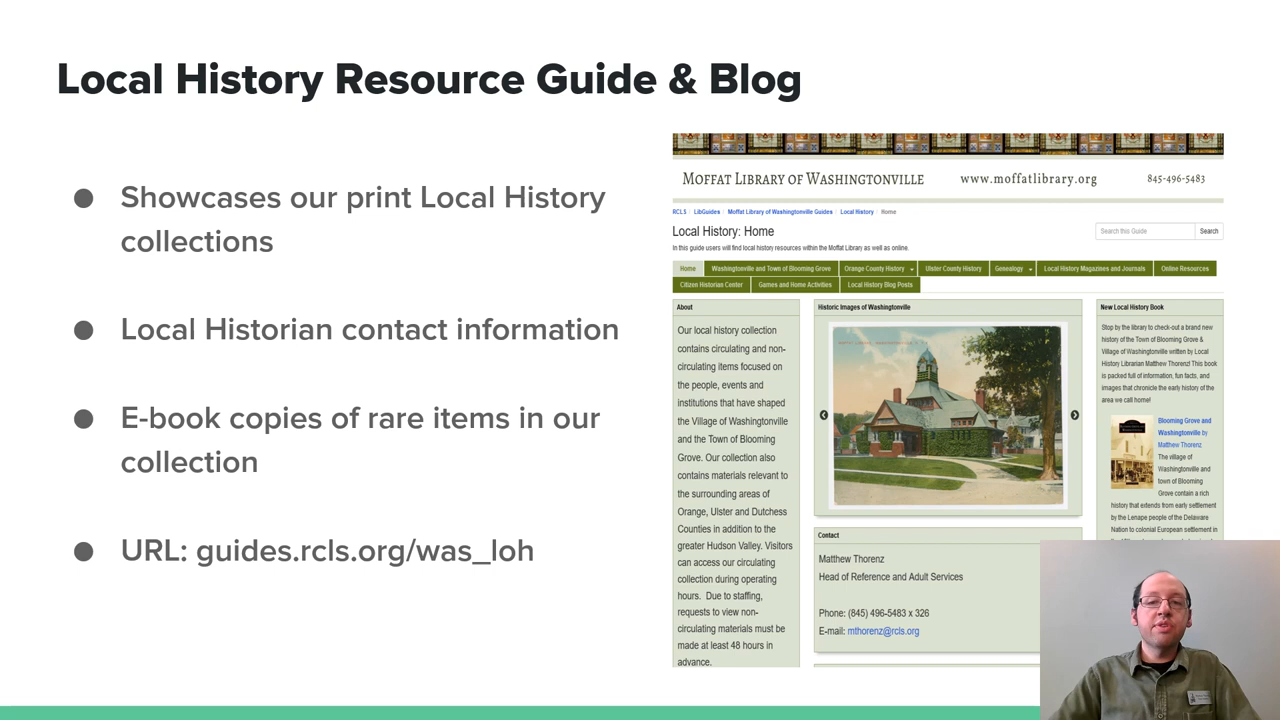 Local History Resource Guide & Blog
● Showcases our print Local History
collections
● Local Historian contact information
● E-book copies of rare items in our
collection
● URL: guides.rcls.org/was_loh
MOFFAT LIBRARY OF WASHINGTONVILLE www.moffatlibrary.org 845-496-5483
RCLS LibGuides Moffat Library of Washingtonville Guides Local History Home
Local History: Home
Search this Guide Search
In this guide users will find local history resources within the Moffat Library as well as online.
Home Washingtonville and Town of Blooming Grove Orange County History Ulster County History Genealogy Local History Magazines and Journals Online Resources
Citizen Historian Center Games and Home Activities Local History Blog Posts
About
Our local history collection
contains circulating and non-
circulating items focused on
the people, events and
institutions that have shaped
the Village of Washingtonville
and the Town of Blooming
Grove. Our collection also
contains materials relevant to
the surrounding areas of
Orange, Ulster and Dutchess
Counties in addition to the
greater Hudson Valley. Visitors
can access our circulating
collection during operating
hours. Due to staffing,
requests to view non-
circulating materials must be
made at least 48 hours in
advance.
Historic Images of Washingtonville
Contact
Matthew Thorenz
Head of Reference and Adult Services
Phone: (845) 496-5483 x 326
E-mail: mthorenz@rcls.org
New Local History Book
Stop by the library to check-out a brand new
history of the Town of Blooming Grove &
Village of Washingtonville written by Local
History Librarian Matthew Thorenz! This book
is packed full of information, fun facts, and
images that chronicle the early history of the
area we call home!
Blooming Grove and
Washingtonville by
Matthew Thorenz
The village of
Washingtonville and
town of Blooming
Grove contain a rich
history that extends from early settlement
by the Lenape people of the Delaware
Nation to colonial European settlement in